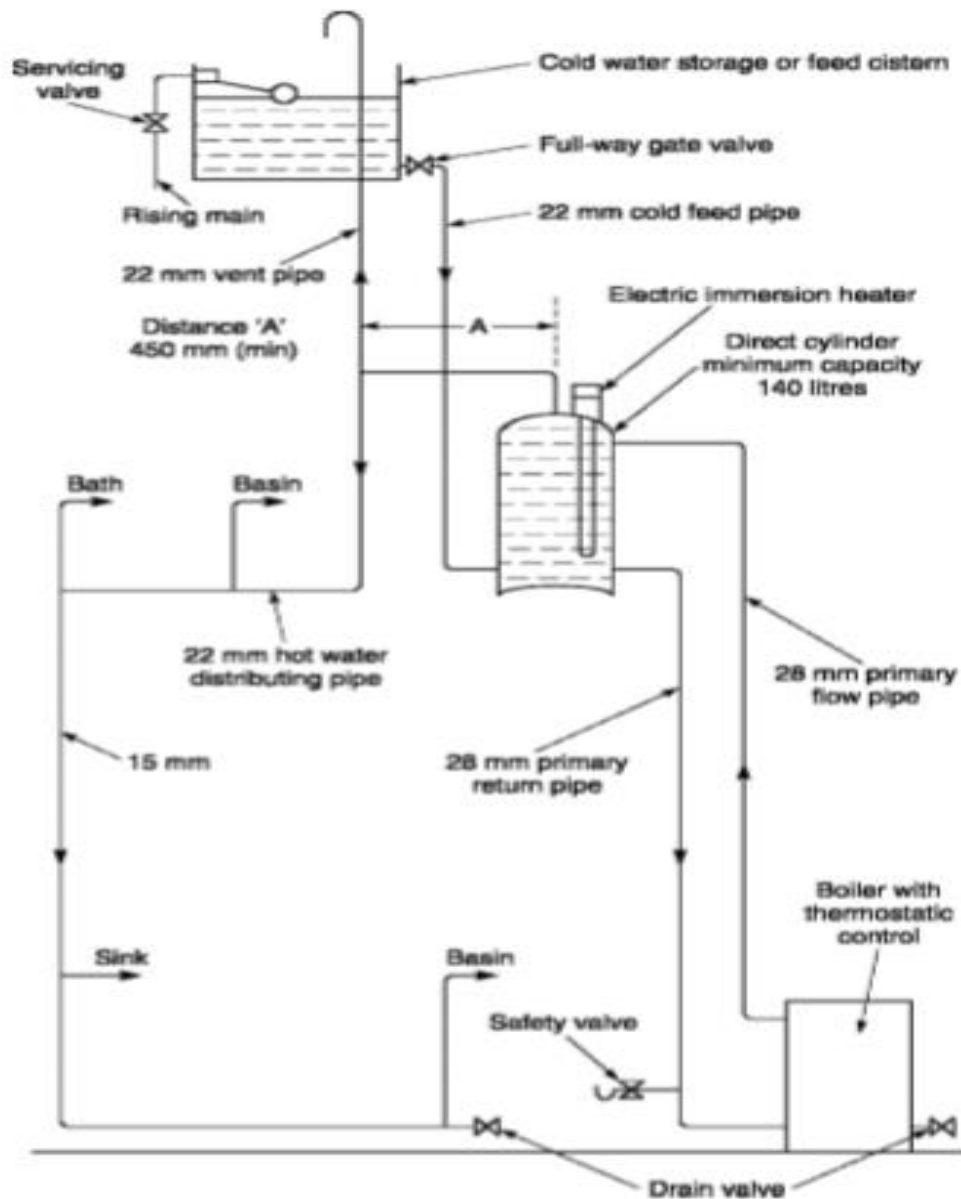 Servicing
valve
Cold water storage or feed cistern
Full-way gate valve
Rising main
22 mm cold feed pipe
22 mm vent pipe
Electric immersion heater
Distance 'A'
450 mm (min)
A
Direct cylinder
minimum capacity
140 litres
Bath
Basin
22 mm hot water
distributing pipe
28 mm primary
flow pipe
15 mm
28 mm primary
return pipe
Boiler with
thermostatic
control
Sink
Basin
Safety valve
Drain valve